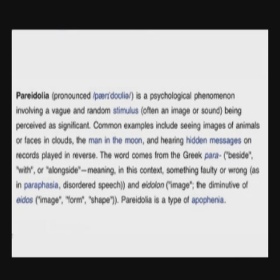 Pareidolia (pronounced /pærɪˈdoʊliə/) is a psychological phenomenon
involving a vague and random stimulus (often an image or sound) being
perceived as significant. Common examples include seeing images of animals
or faces in clouds, the man in the moon, and hearing hidden messages on
records played in reverse. The word comes from the Greek para- ("beside",
"with", or "alongside"—meaning, in this context, something faulty or wrong (as
in paraphasia, disordered speech)) and eidolon ("image"; the diminutive of
eidos ("image", "form", "shape")). Pareidolia is a type of apophenia.